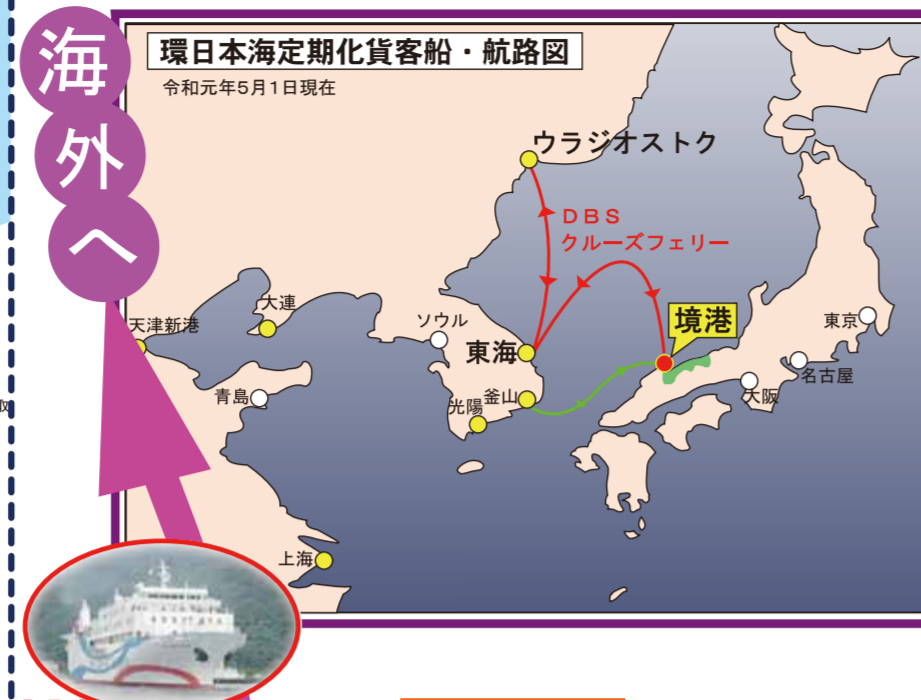 海外へ
環日本海定期化貨客船・航路図
令和元年5月1日現在
ウラジオストク
DBS
クルーズフェリー
大連
天津新港
ソウル
境港
東京
東海
名古屋
青島
釜山
大阪
光陽
上海